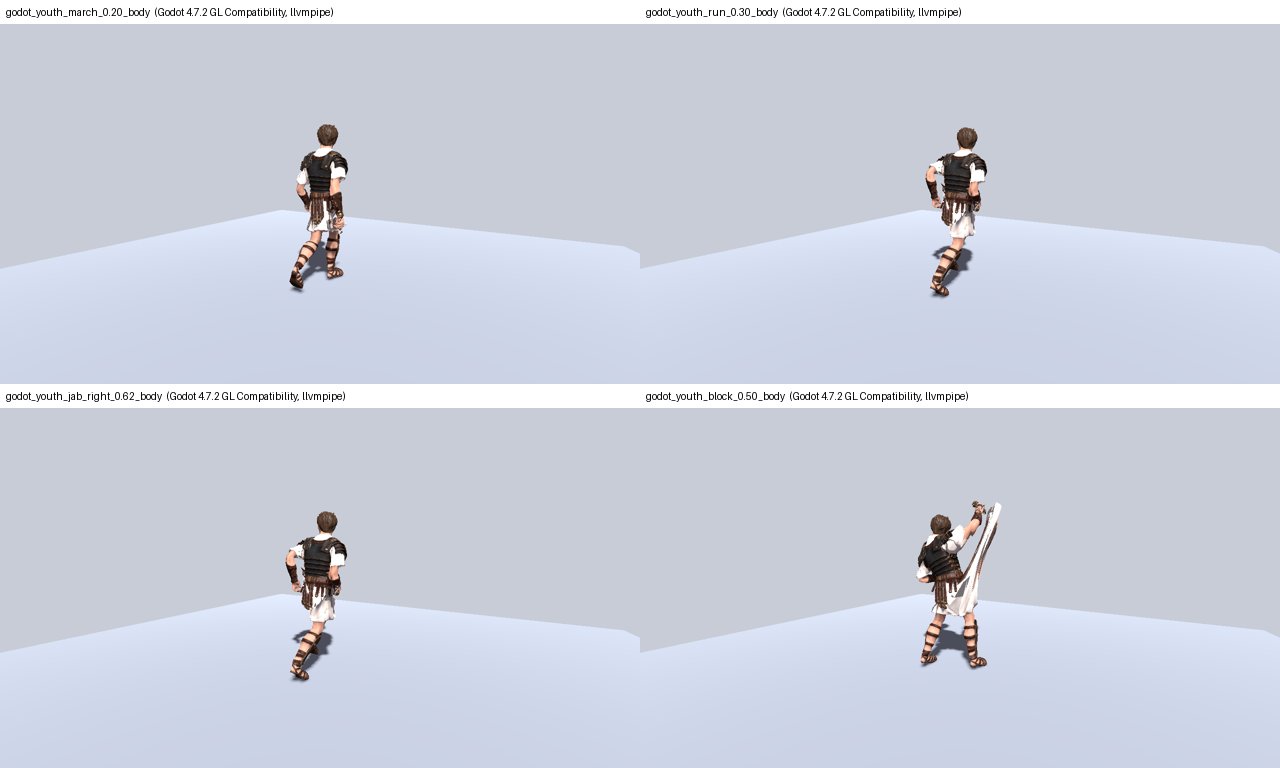 godot_youth_march_0.20_body (Godot 4.7.2 GL Compatibility, llvmpipe)
godot_youth_run_0.30_body (Godot 4.7.2 GL Compatibility, llvmpipe)
godot_youth_jab_right_0.62_body (Godot 4.7.2 GL Compatibility, llvmpipe)
godot_youth_block_0.50_body (Godot 4.7.2 GL Compatibility, llvmpipe)